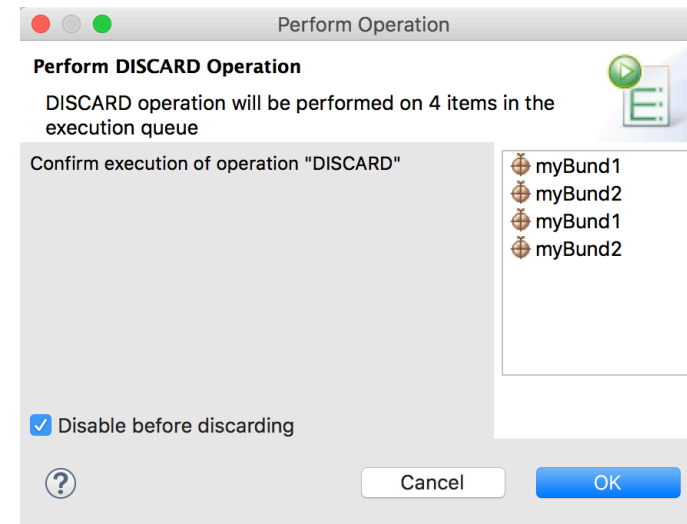 Perform Operation
Perform DISCARD Operation
DISCARD operation will be performed on 4 items in the
execution queue
Confirm execution of operation "DISCARD"
myBund1
myBund2
myBund1
myBund2
Disable before discarding
?
Cancel
OK